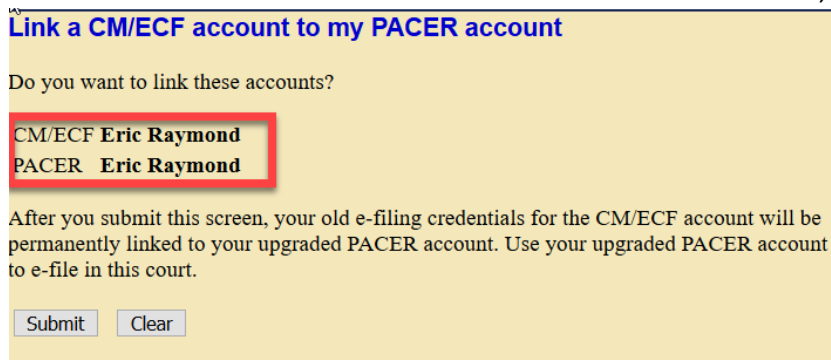 Link a CM/ECF account to my PACER account
Do you want to link these accounts?
CM/ECF Eric Raymond
PACER Eric Raymond
After you submit this screen, your old e-filing credentials for the CM/ECF account will be
permanently linked to your upgraded PACER account. Use your upgraded PACER account
to e-file in this court.
Submit Clear